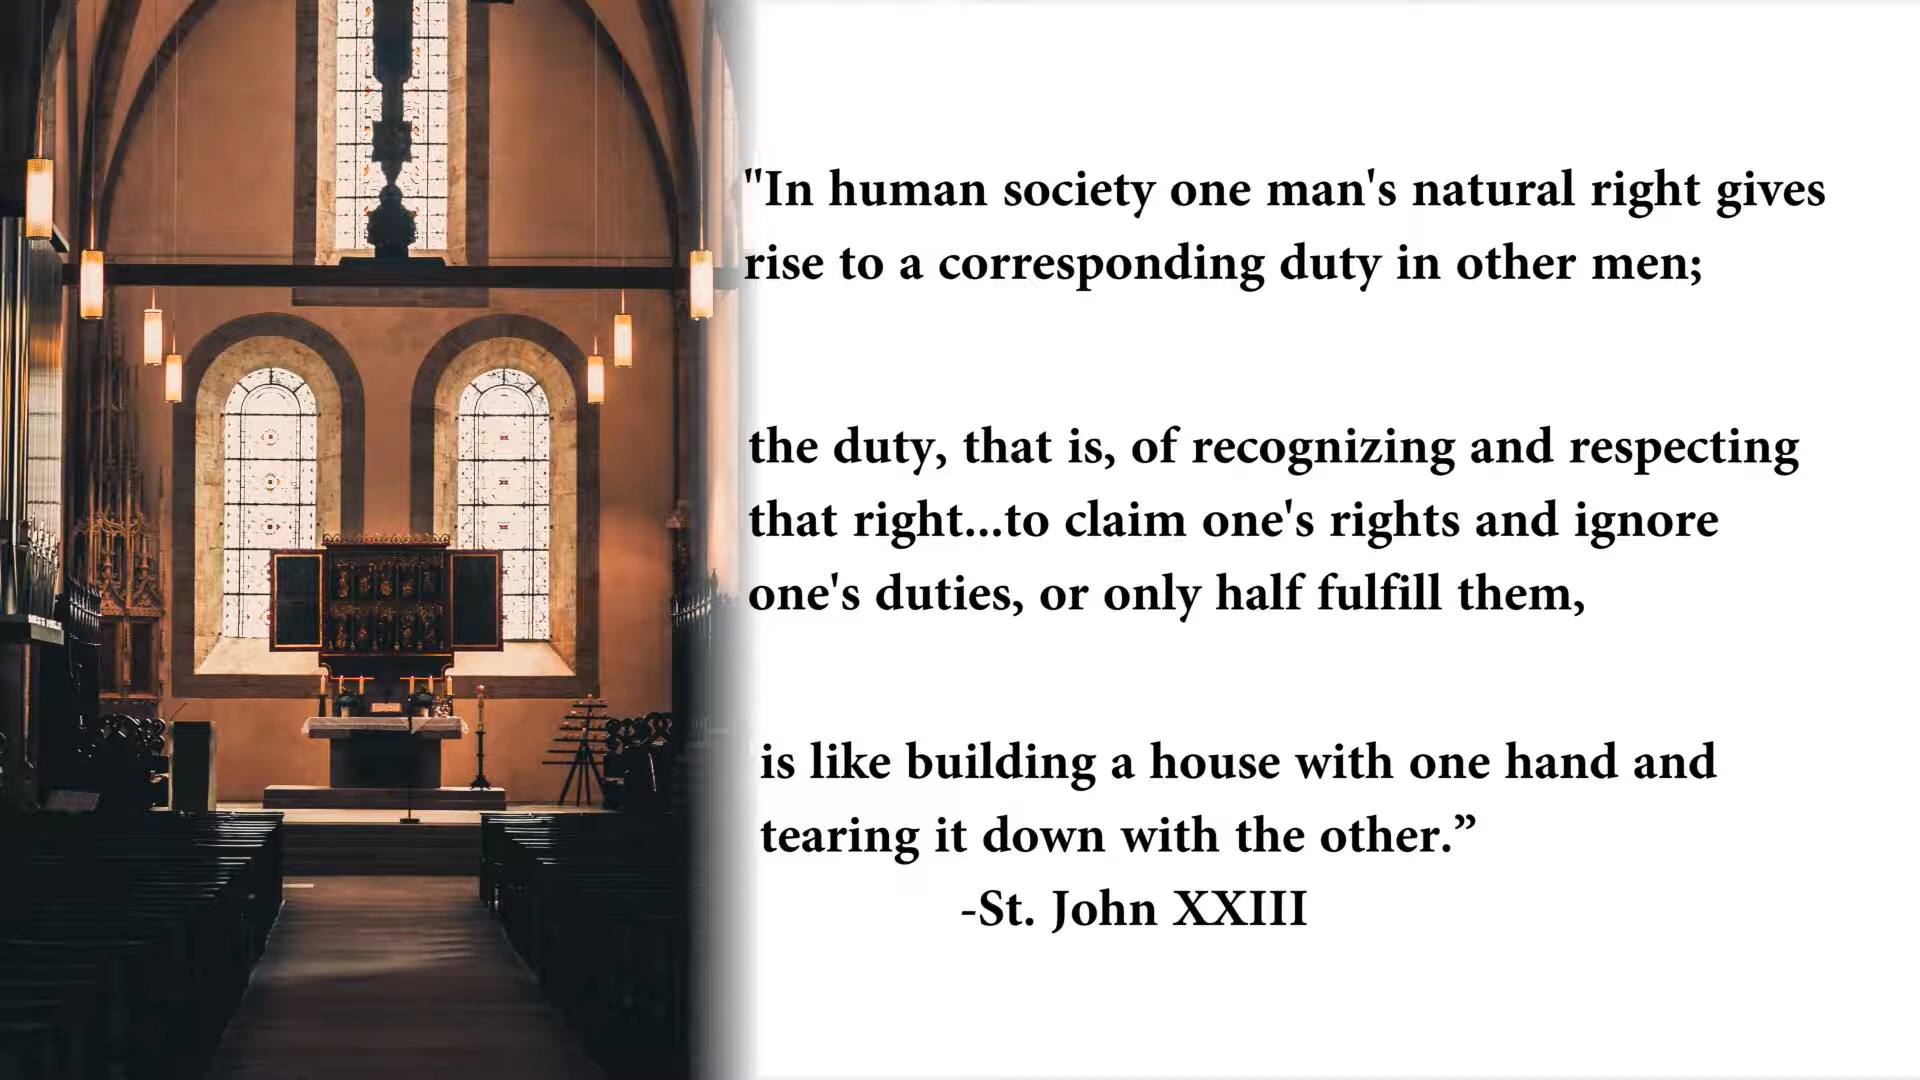 "In human society one man's natural right gives
rise to a corresponding duty in other men;
the duty, that is, of recognizing and respecting
that right...to claim one's rights and ignore
one's duties, or only half fulfill them,
is like building a house with one hand and
tearing it down with the other.”
-St. John XXIII